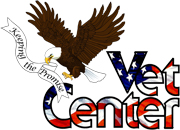 Keeping
the Promise
Vet
Center